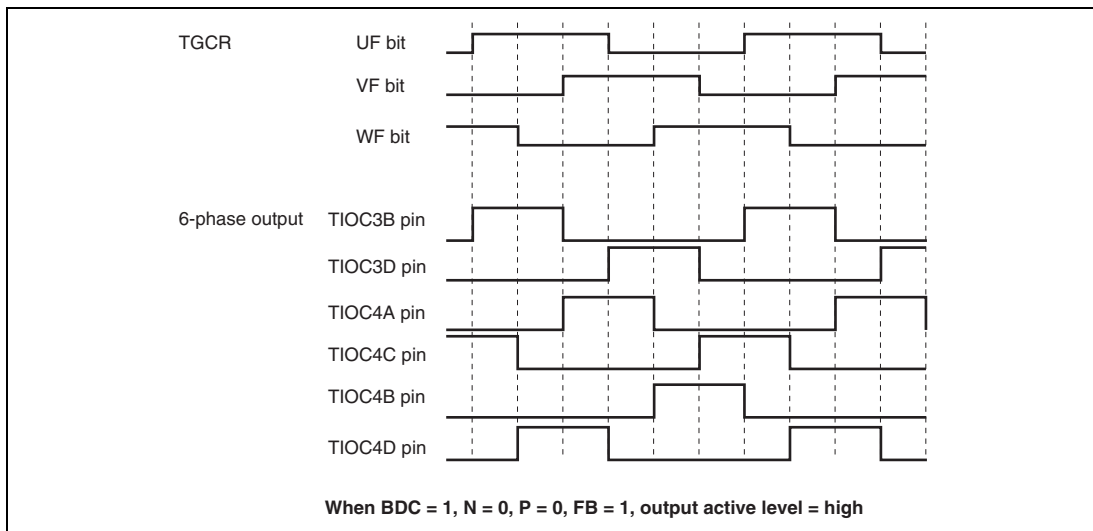 TGCR UF bit
VF bit
WF bit
6-phase output TIOC3B pin
TIOC3D pin
TIOC4A pin
TIOC4C pin
TIOC4B pin
TIOC4D pin
When BDC = 1, N = 0, P = 0, FB = 1, output active level = high